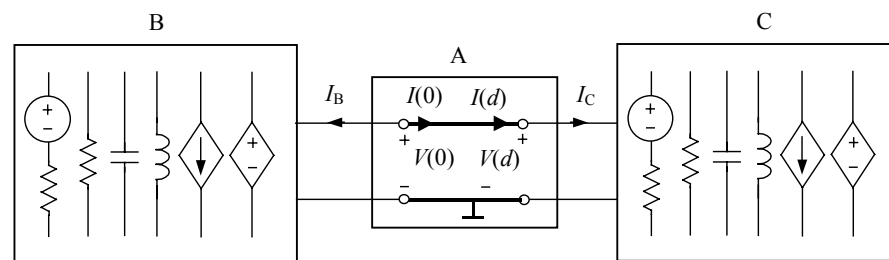 B
A
C
I_B
I(0)
I(d)
I_C
+
−
+
−
+
+
V(0)
V(d)
−
−
+
−
+
−